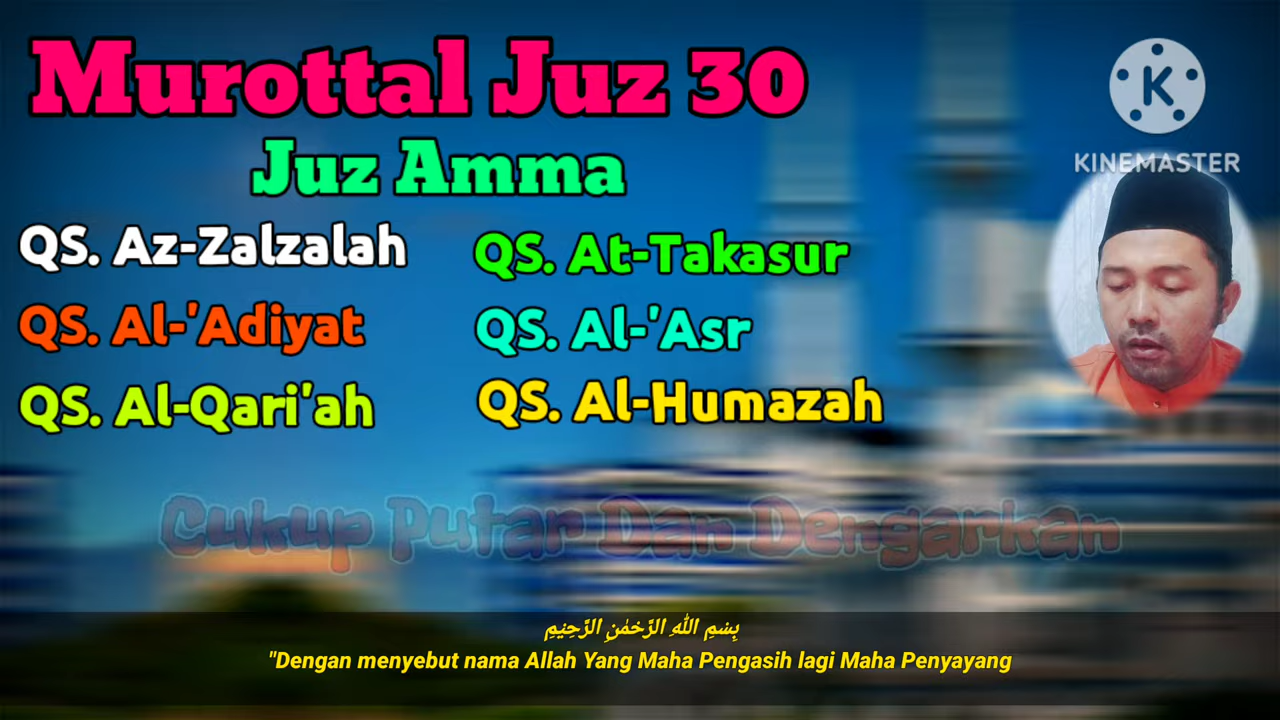 Murottal Juz 30
Juz Amma
QS. Az-Zalzalah
QS. Al-'Adiyat
QS. Al-Qari'ah
QS. At-Takasur
QS. Al-'Asr
QS. Al-Humazah
KINEMASTER
Cukup Putar Dan Dengarkan
بِسْمِ اللّٰهِ الرَّحْمٰنِ الرَّحِيْمِ
"Dengan menyebut nama Allah Yang Maha Pengasih lagi Maha Penyayang